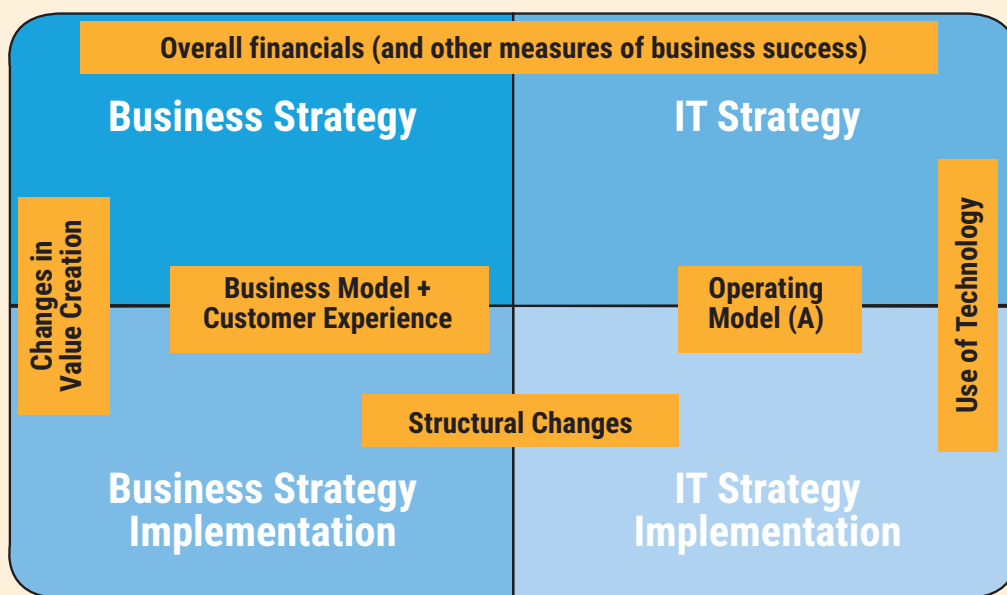 Overall financials (and other measures of business success)
Business Strategy
IT Strategy
Changes in
Value Creation
Business Model +
Customer Experience
Operating
Model (A)
Use of Technology
Structural Changes
Business Strategy
Implementation
IT Strategy
Implementation